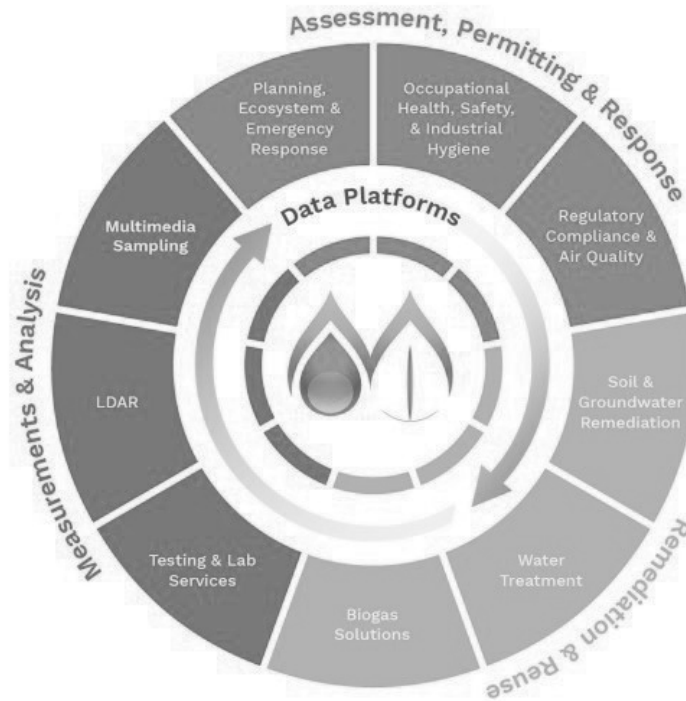 Assessment, Permitting & Response
Planning,
Ecosystem &
Emergency
Response
Occupational
Health, Safety,
& Industrial
Hygiene
Regulatory
Compliance &
Air Quality
Soil &
Groundwater
Remediation
Water
Treatment
Remediation & Reuse
Biogas
Solutions
Testing & Lab
Services
LDAR
Multimedia
Sampling
Measurements & Analysis
Data Platforms